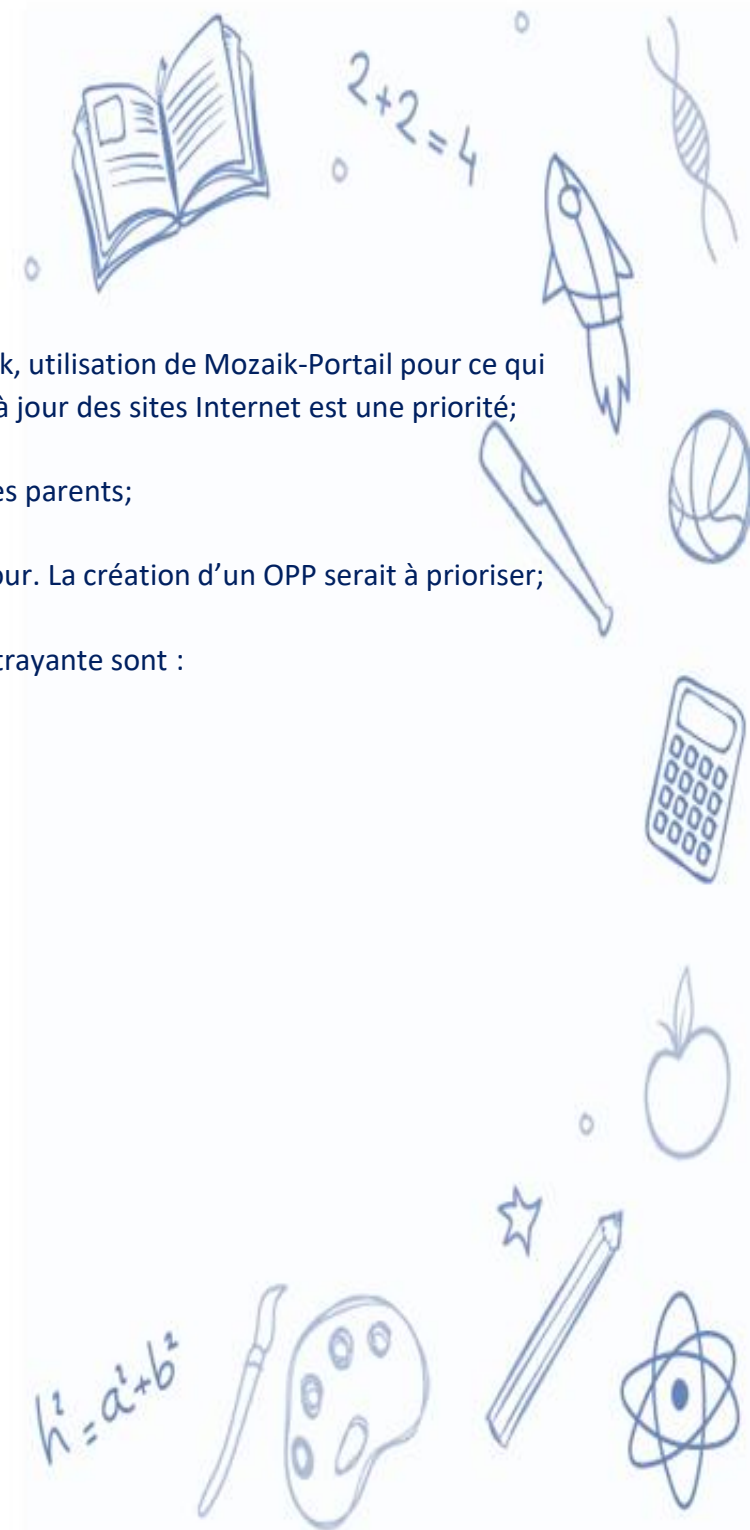 2+2=4
k, utilisation de Mozaik-Portail pour ce qui
à jour des sites Internet est une priorité;
es parents;
our. La création d’un OPP serait à prioriser;
trayante sont :
h²=a²+b²